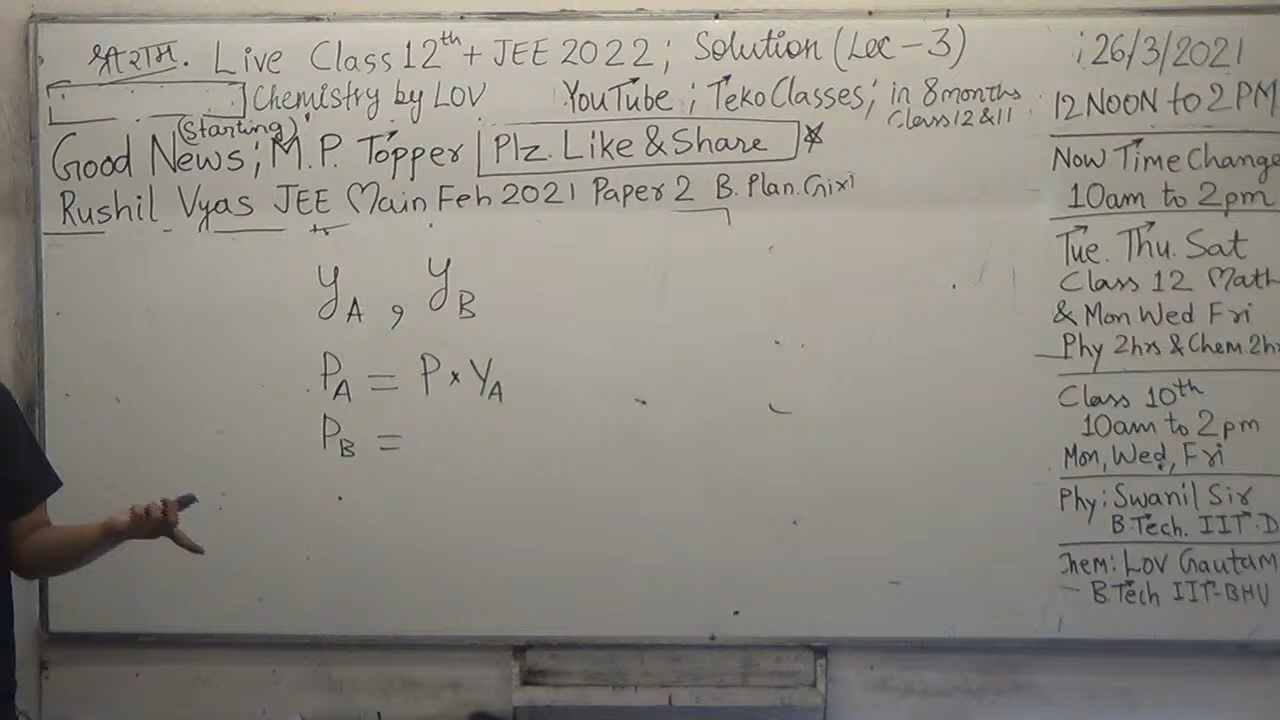 श्रीराम. Live Class 12th + JEE 2022; Solution (Lec - 3)
Chemistry by LOV YouTube; TekoClasses; in 8 months
Class 12 & 11
(Starting)
Good News; M.P. Topper Plz. Like & Share
Rushil Vyas JEE Main Feb 2021 Paper 2 B. Plan.
yA , yB
PA = P × YA
PB =
; 26/3/2021
12 NOON to 2 PM
Now Time Change
10am to 2pm
Tue. Thu. Sat
Class 12 Math
& Mon Wed Fri
Phy 2hrs & Chem. 2hr
Class 10th
10am to 2pm
Mon, Wed, Fri
Phy: Swanil Sir
B.Tech. IIT-D
Chem: Lov Gautam
B.Tech IIT-BHU